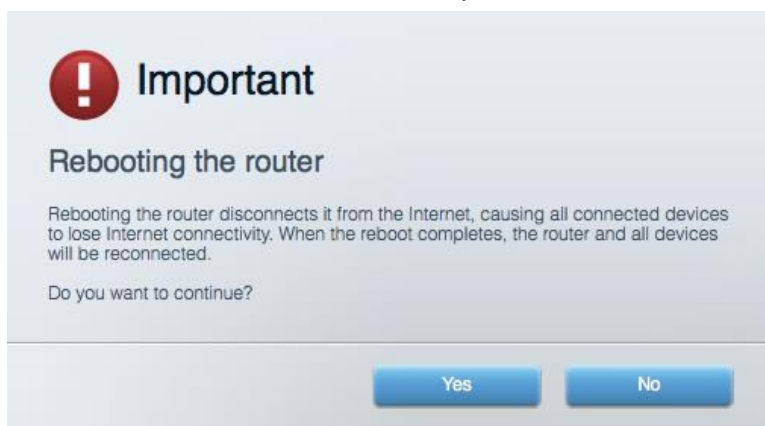 Important
Rebooting the router
Rebooting the router disconnects it from the Internet, causing all connected devices
to lose Internet connectivity. When the reboot completes, the router and all devices
will be reconnected.
Do you want to continue?
Yes
No